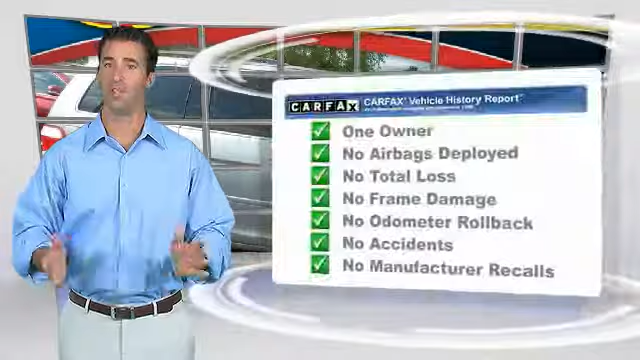 CARFAX CARFAX Vehicle History Report™
One Owner
No Airbags Deployed
No Total Loss
No Frame Damage
No Odometer Rollback
No Accidents
No Manufacturer Recalls